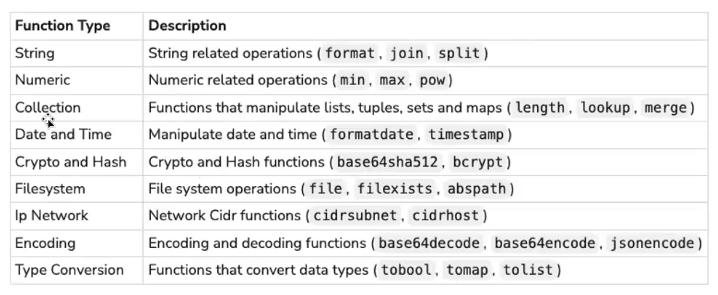 Function Type Description
String String related operations ( format , join , split )
Numeric Numeric related operations ( min , max , pow )
Collection Functions that manipulate lists, tuples, sets and maps ( length , lookup , merge )
Date and Time Manipulate date and time ( formatdate , timestamp )
Crypto and Hash Crypto and Hash functions ( base64sha512 , bcrypt )
Filesystem File system operations ( file , filexists , abspath )
Ip Network Network Cidr functions ( cidrsubnet , cidrhost )
Encoding Encoding and decoding functions ( base64decode , base64encode , jsonencode )
Type Conversion Functions that convert data types ( tobool , tomap , tolist )